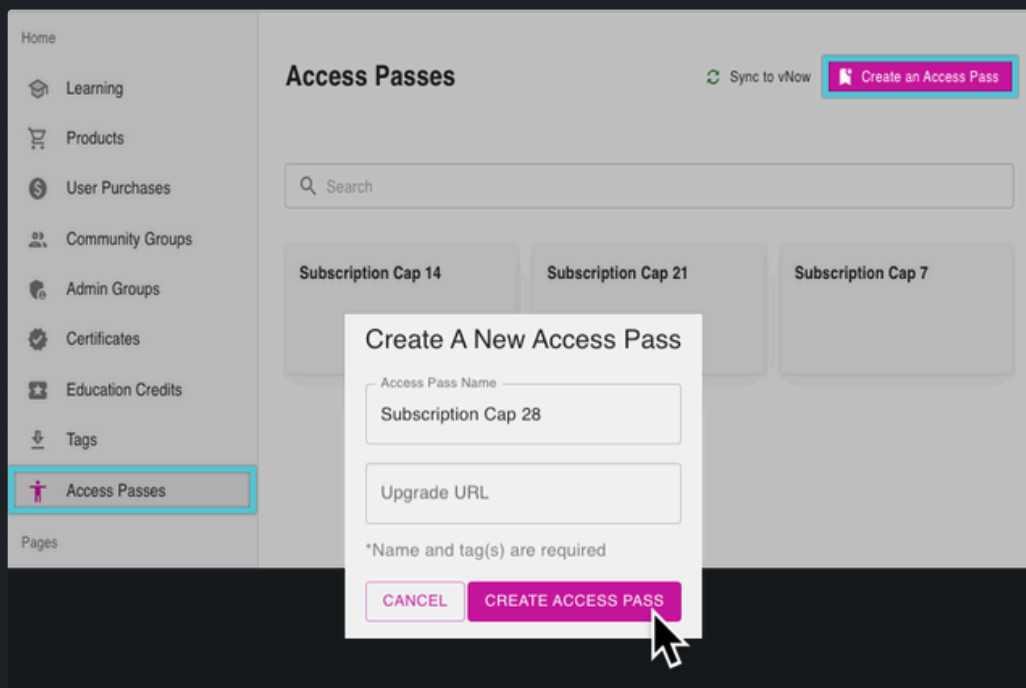 Home
Learning
Products
User Purchases
Community Groups
Admin Groups
Certificates
Education Credits
Tags
Access Passes
Pages
Access Passes
Sync to vNow
Create an Access Pass
Search
Subscription Cap 14
Subscription Cap 21
Subscription Cap 7
Create A New Access Pass
Access Pass Name
Subscription Cap 28
Upgrade URL
*Name and tag(s) are required
CANCEL
CREATE ACCESS PASS